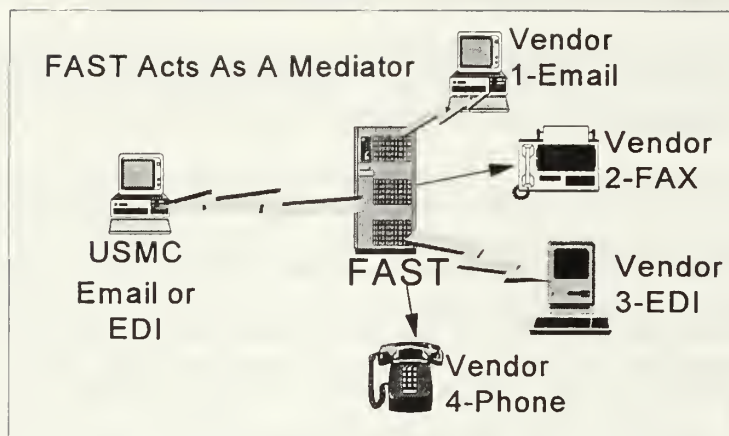 FAST Acts As A Mediator
Vendor
1-Email
Vendor
2-FAX
USMC
Email or
EDI
FAST
Vendor
3-EDI
Vendor
4-Phone